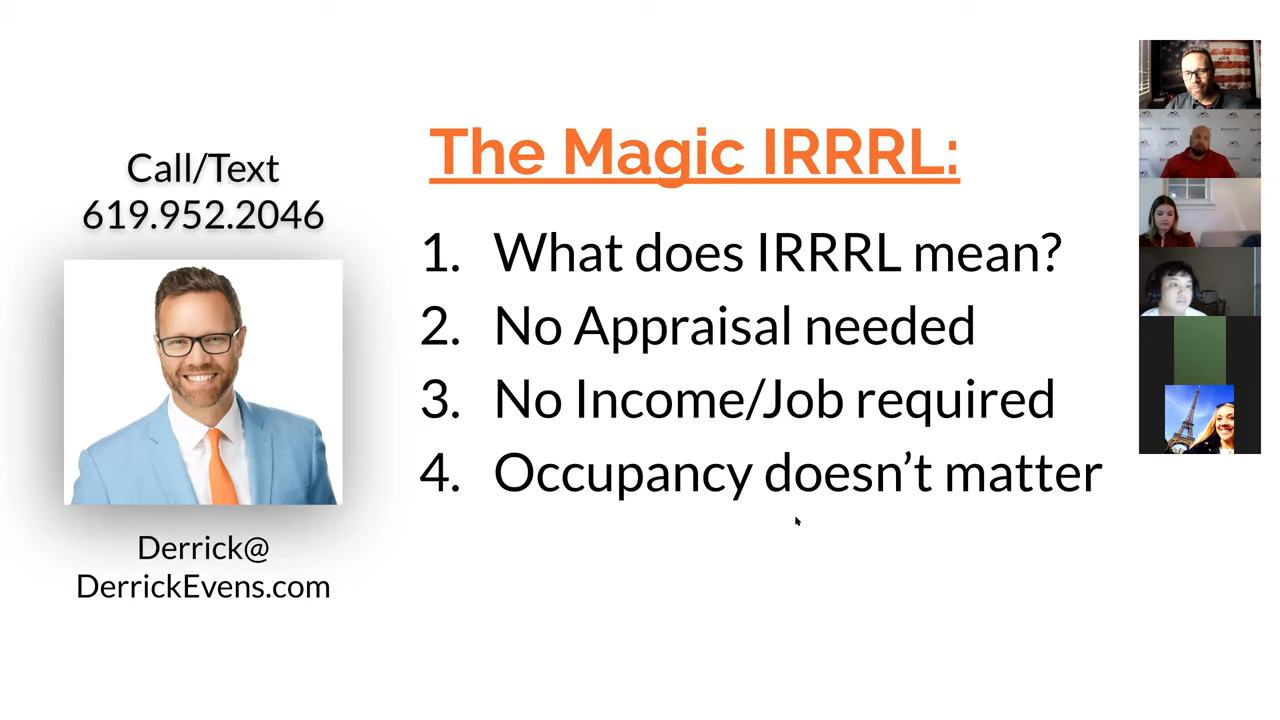 Call/Text
619.952.2046
Derrick@
DerrickEvens.com
The Magic IRRRL:
1. What does IRRRL mean?
2. No Appraisal needed
3. No Income/Job required
4. Occupancy doesn’t matter